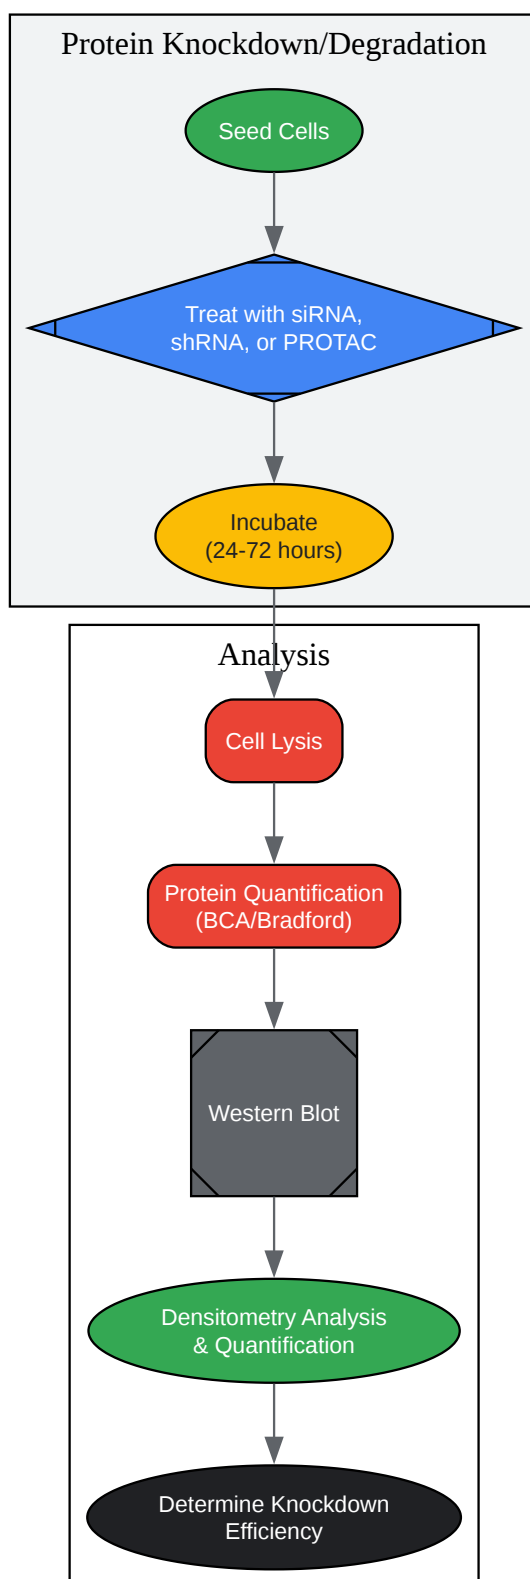 Protein Knockdown/Degradation
Seed Cells
Treat with siRNA,
shRNA, or PROTAC
Incubate
(24-72 hours)
Analysis
Cell Lysis
Protein Quantification
(BCA/Bradford)
Western Blot
Densitometry Analysis
& Quantification
Determine Knockdown
Efficiency